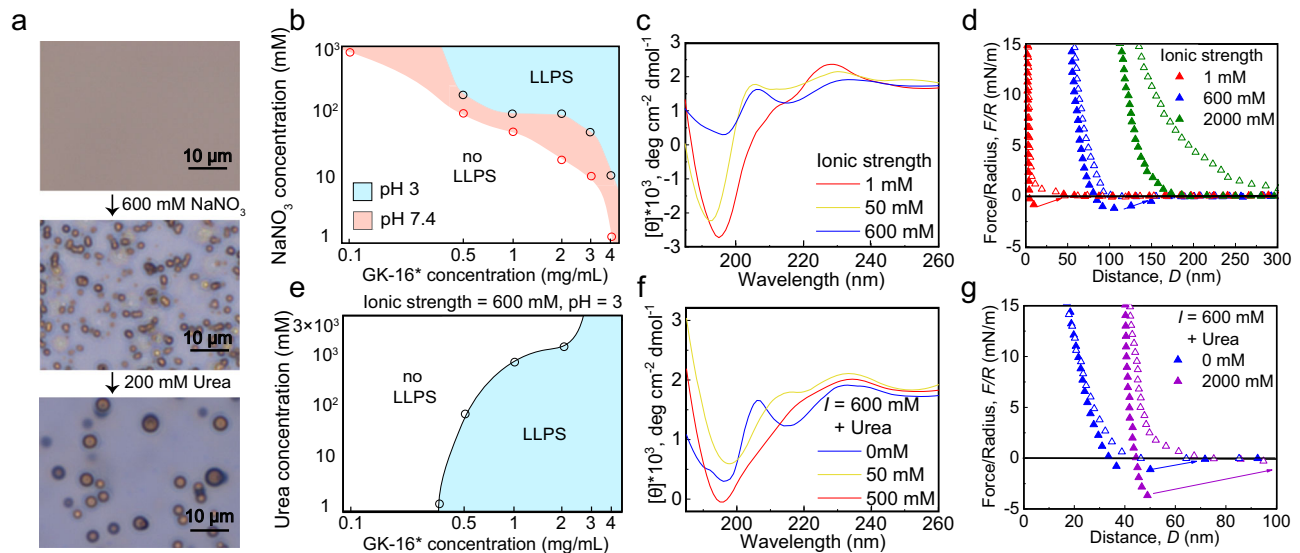 a
10 µm
600 mM NaNO3
10 µm
200 mM Urea
10 µm
b
NaNO3 concentration (mM)
10³
10²
10
1
LLPS
no
LLPS
pH 3
pH 7.4
0.1
0.5
1
2
3
4
GK-16* concentration (mg/mL)
c
[θ]*10³, deg cm⁻² dmol⁻¹
3
2
1
0
-1
-2
3
Ionic strength
1 mM
50 mM
600 mM
200
220
240
260
Wavelength (nm)
d
Force/Radius, F/R (mN/m)
15
10
5
0
-5
Ionic strength
1 mM
600 mM
2000 mM
0
50
100
150
200
250
300
Distance, D (nm)
e
Ionic strength = 600 mM, pH = 3
Urea concentration (mM)
3×10³
10³
10²
10
1
no
LLPS
LLPS
0.1
0.5
1
2
3
4
GK-16* concentration (mg/mL)
f
[θ]*10³, deg cm⁻² dmol⁻¹
3
2
1
0
I = 600 mM
+ Urea
0mM
50 mM
500 mM
200
220
240
260
Wavelength (nm)
g
Force/Radius, F/R (mN/m)
15
10
5
0
-5
I = 600 mM
+ Urea
0 mM
2000 mM
0
20
40
60
80
100
Distance, D (nm)